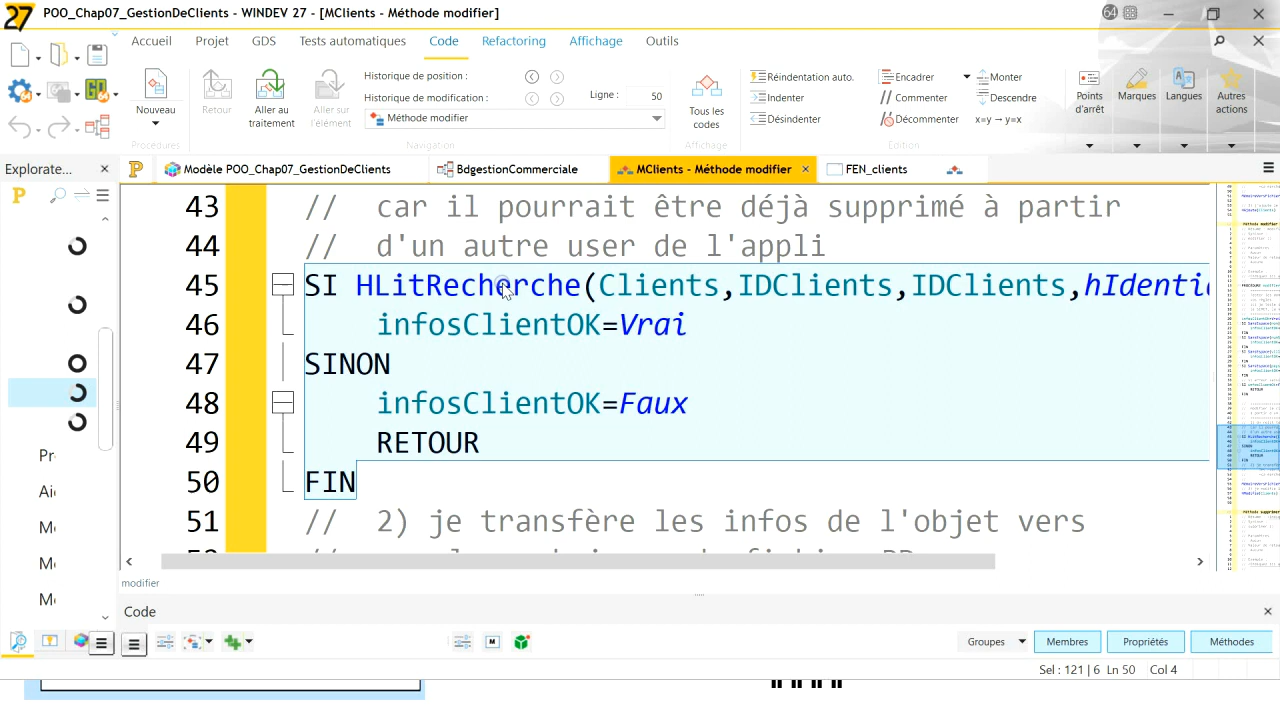 27 POO_Chap07_GestionDeClients - WINDEV 27 - [MClients - Méthode modifier]
64
Accueil Projet GDS Tests automatiques Code Refactoring Affichage Outils
Nouveau
Procédures
Retour
Aller au traitement
Aller sur l'élément
Historique de position :
Historique de modification :
Ligne : 50
Méthode modifier
Navigation
Tous les codes
Affichage
Réindentation auto.
Indenter
Désindenter
Encadrer
Commenter
Décommenter
Monter
Descendre
x=y → y=x
Edition
Points d'arrêt
Marques
Langues
Autres actions
Explorate...
Modèle POO_Chap07_GestionDeClients
BdgestionCommerciale
MClients - Méthode modifier
FEN_clients
43 // car il pourrait être déjà supprimé à partir
44 // d'un autre user de l'appli
45 SI HLitRecherche(Clients,IDClients,IDClients,hIdentic
46 infosClientOK=Vrai
47 SINON
48 infosClientOK=Faux
49 RETOUR
50 FIN
51 // 2) je transfère les infos de l'objet vers
modifier
Code
Groupes Membres Propriétés Méthodes
Sel : 121 | 6 Ln 50 Col 4